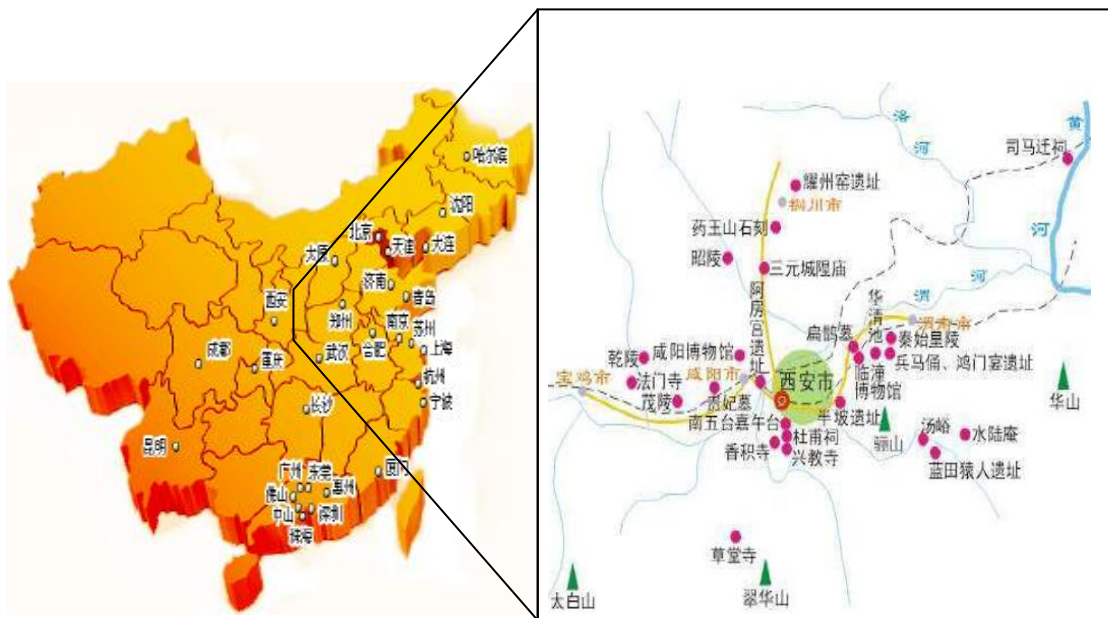 哈尔滨
沈阳
北京
天津
大连
太原
济南
青岛
西安
郑州
南京
苏州
成都
重庆
武汉
合肥
上海
杭州
宁波
长沙
昆明
厦门
广州
东莞
佛山
惠州
中山
深圳
珠海
洛
河
黄
河
司马迁祠
耀州窑遗址
铜川市
药王山石刻
昭陵
三元城隍庙
阿房宫遗址
华清池
渭
河
渭南市
扁鹊墓
秦始皇陵
乾陵
咸阳博物馆
临潼
博物馆
兵马俑、鸿门宴遗址
宝鸡市
法门寺
咸阳市
西安市
茂陵
贵妃墓
半坡遗址
华山
南五台嘉午台
骊山
汤峪
水陆庵
杜甫祠
香积寺
兴教寺
蓝田猿人遗址
草堂寺
太白山
翠华山